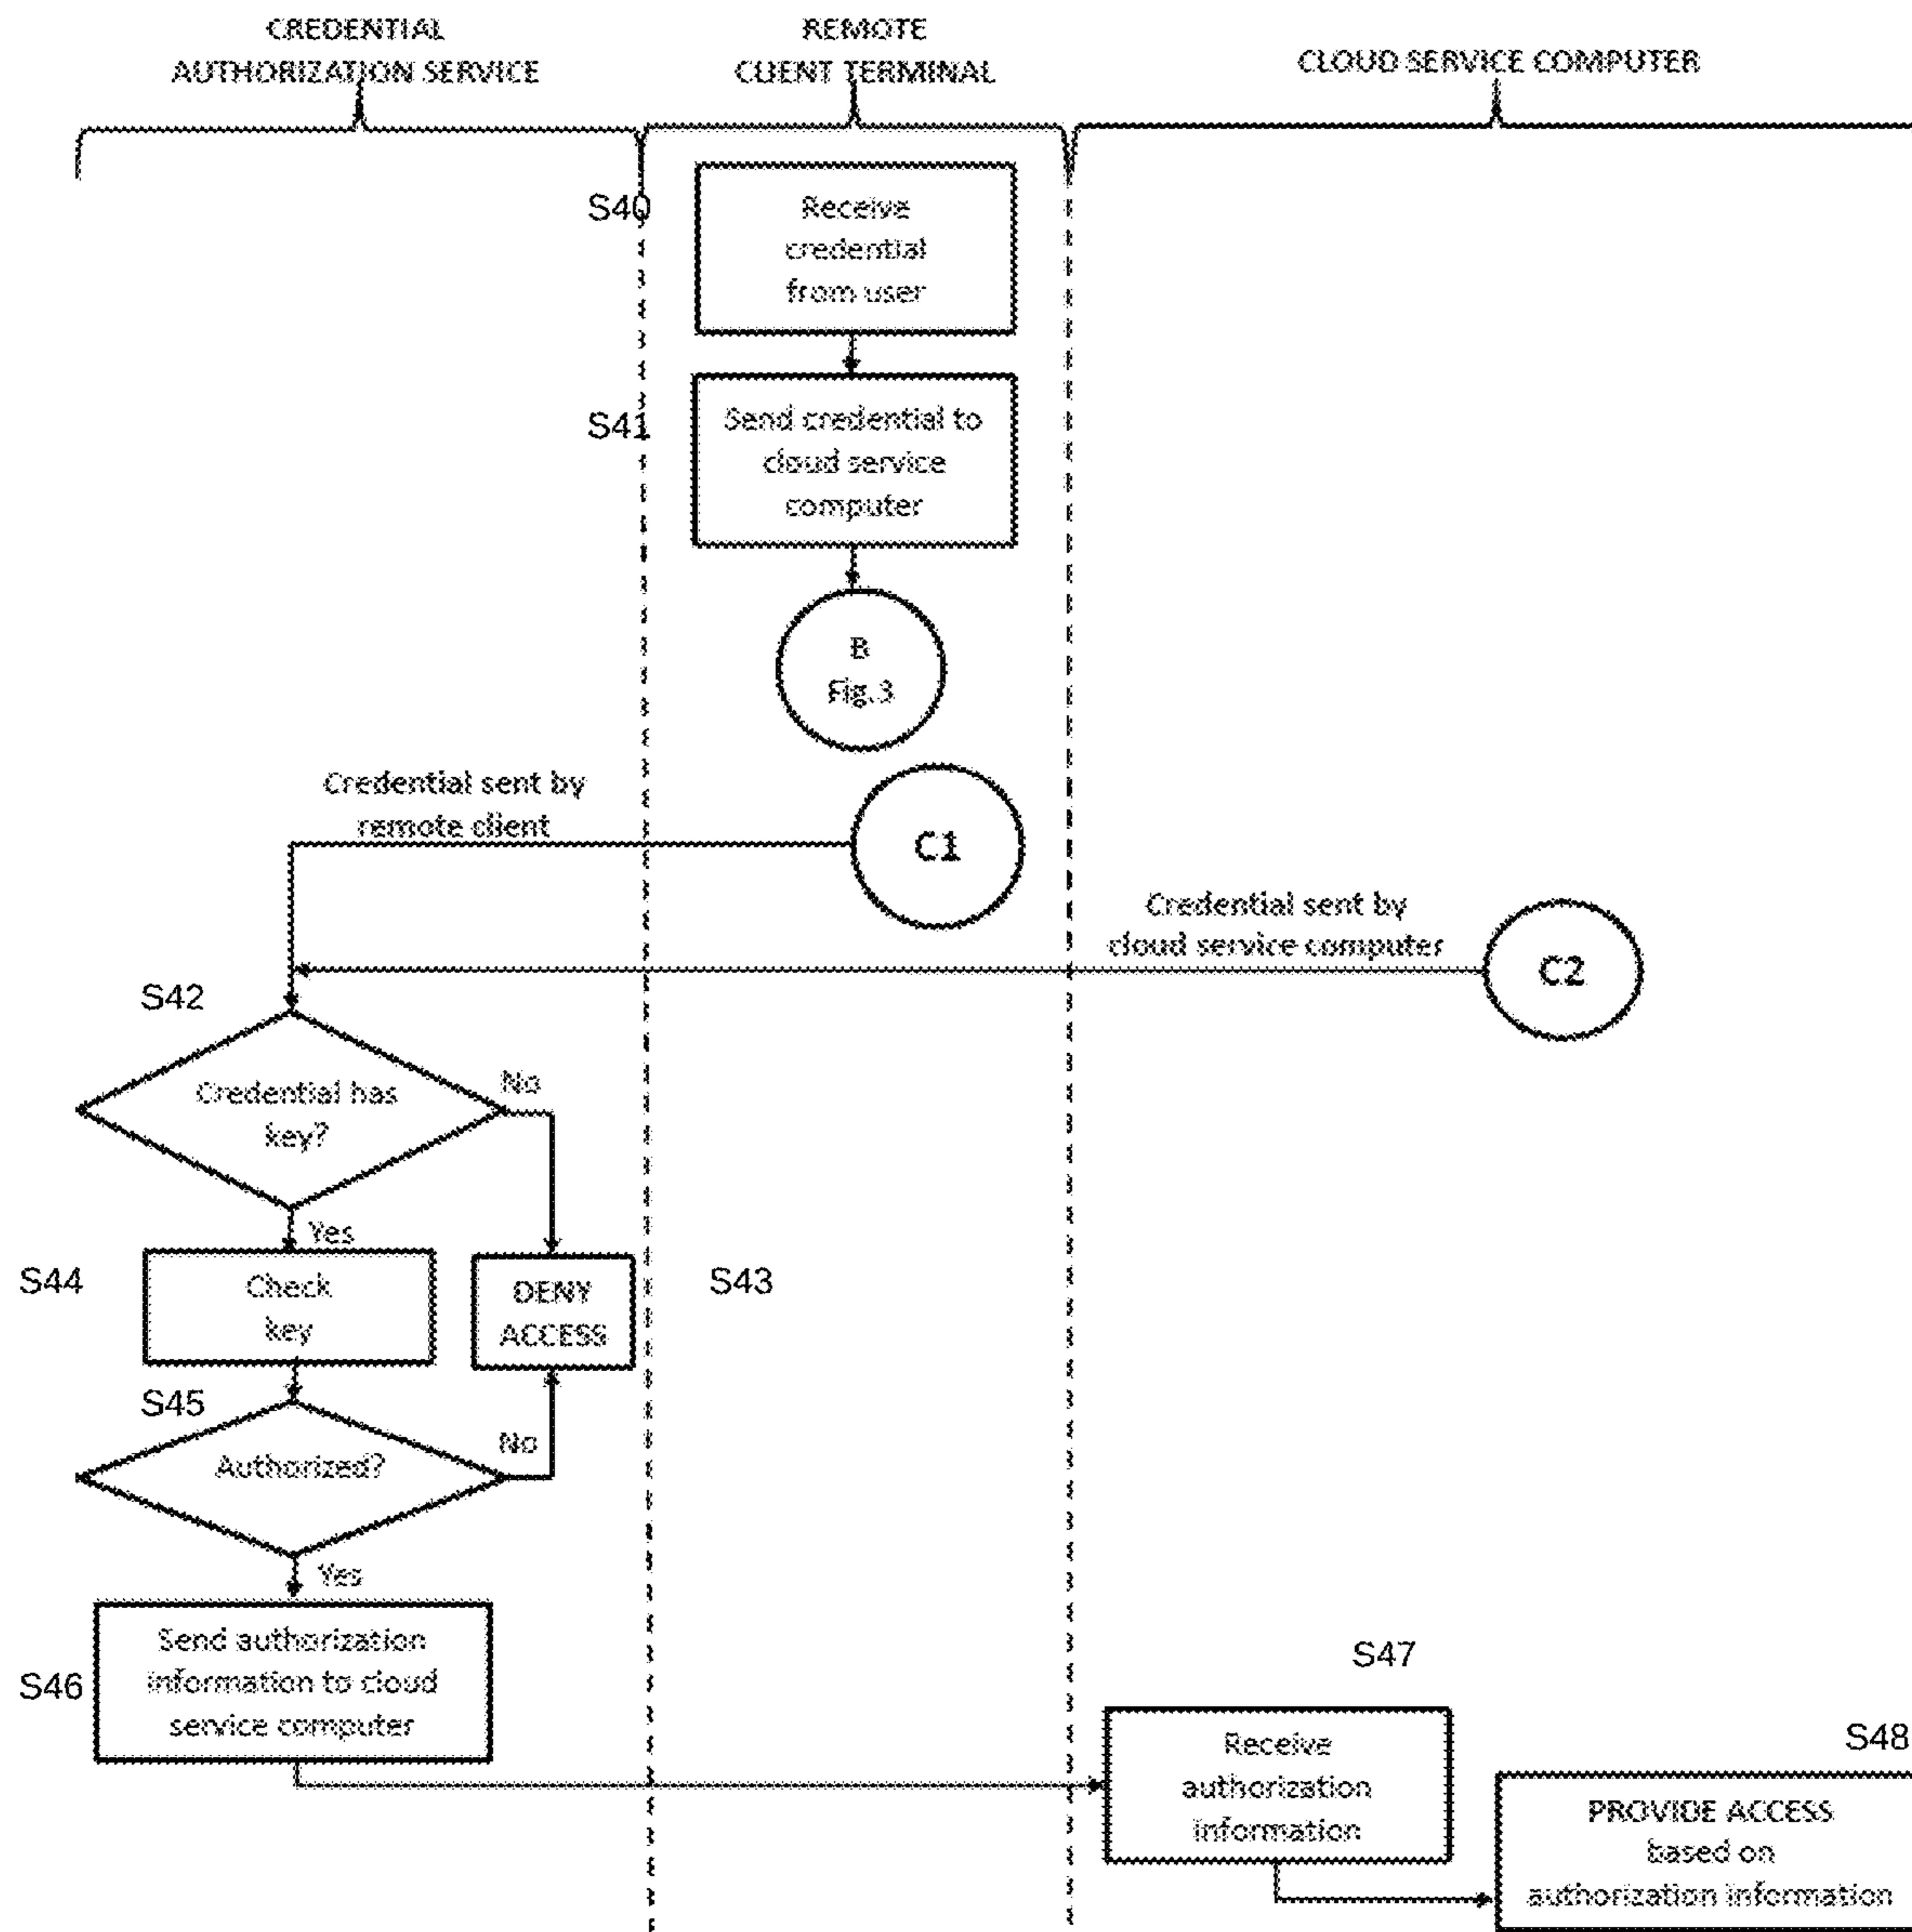 CREDENTIAL
AUTHORIZATION SERVICE
REMOTE
CLIENT TERMINAL
CLOUD SERVICE COMPUTER
S40
Receive
credential
from user
S41
Send credential to
cloud service
computer
B
Fig.3
Credential sent by
remote client
C1
Credential sent by
cloud service computer
C2
S42
Credential has
key?
No
Yes
S44
Check
key
DENY
ACCESS
S43
S45
Authorized?
No
Yes
S46
Send authorization
information to cloud
service computer
S47
Receive
authorization
information
S48
PROVIDE ACCESS
based on
authorization information